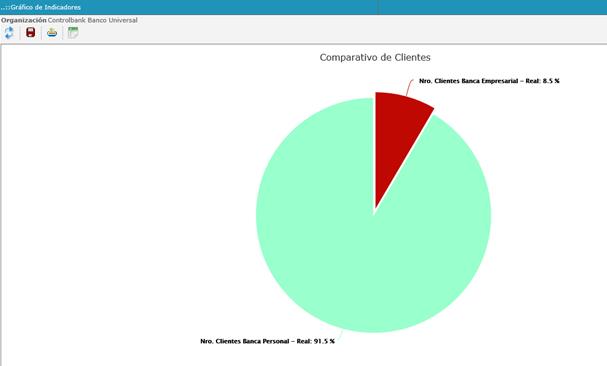 ..::Gráfico de Indicadores
Organización Controlbank Banco Universal
Comparativo de Clientes
Nro. Clientes Banca Empresarial – Real: 8.5 %
Nro. Clientes Banca Personal – Real: 91.5 %